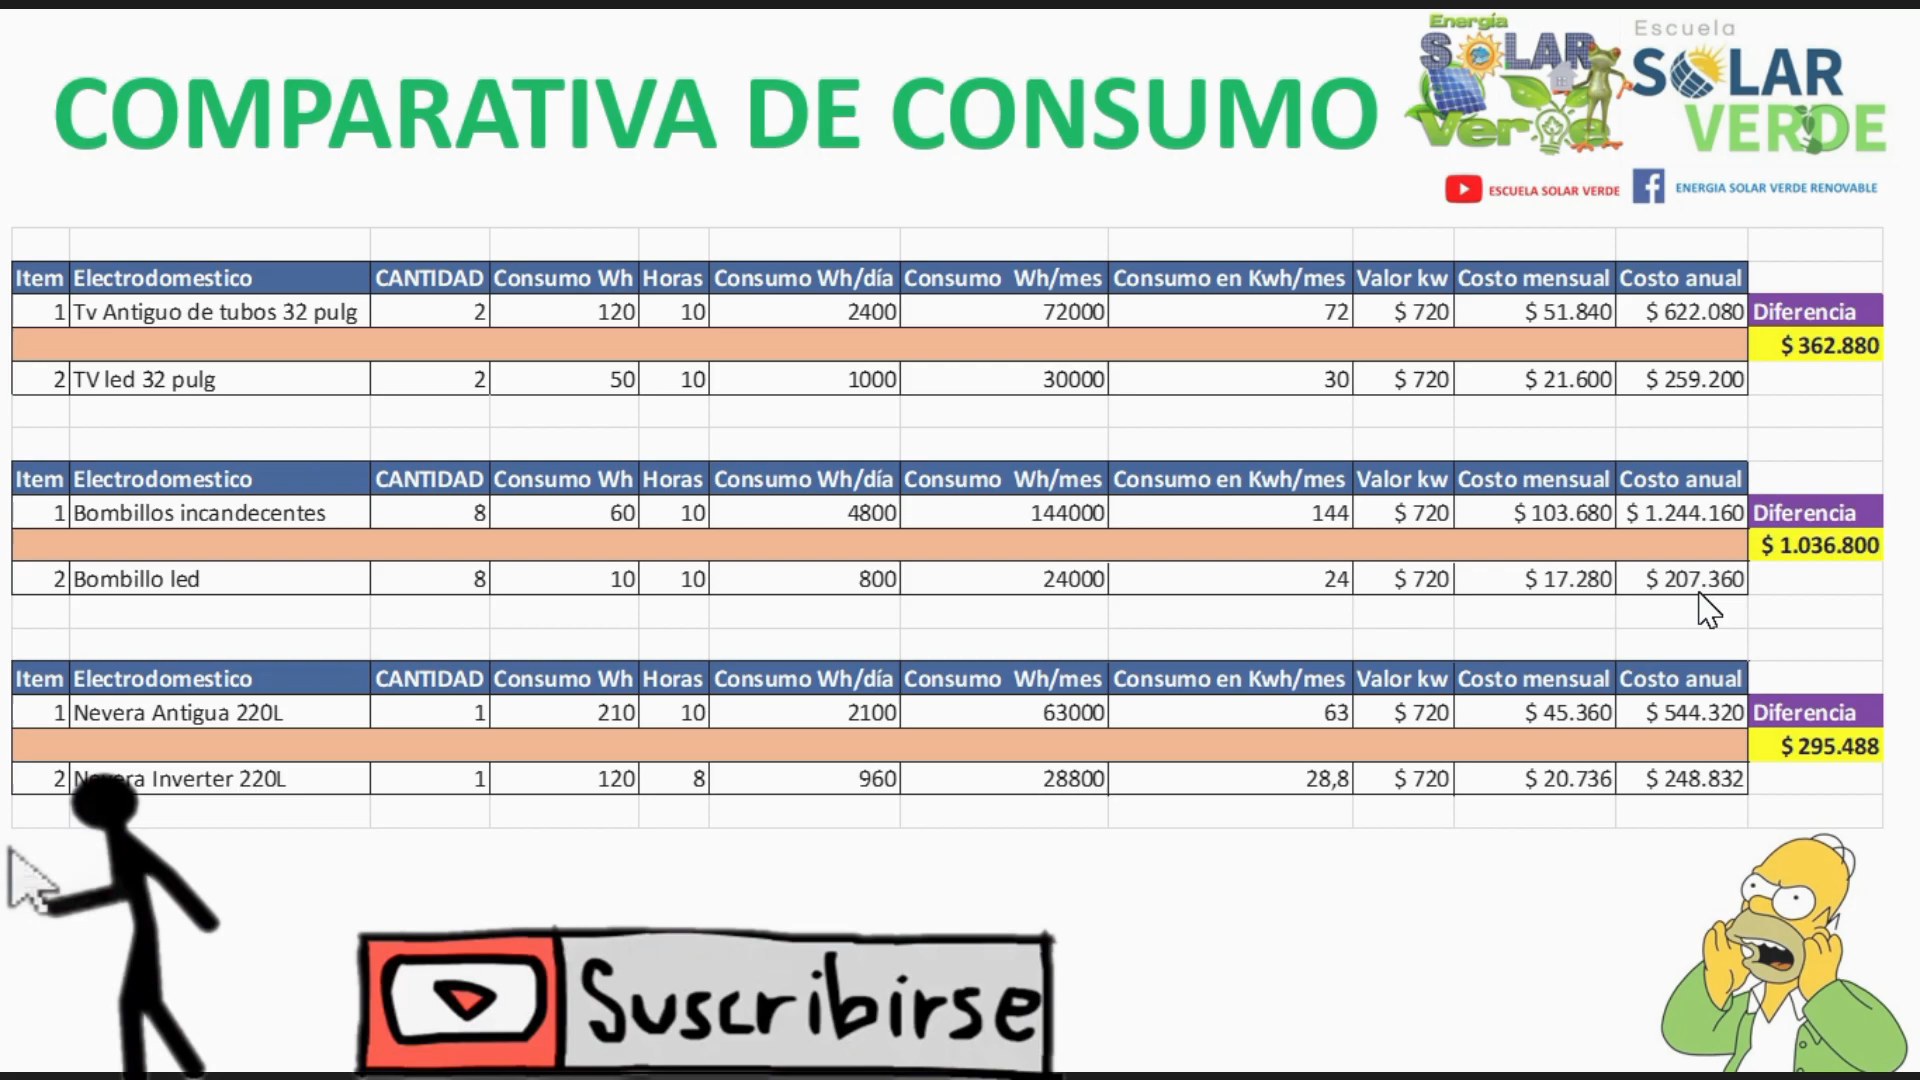 Energía
SOLAR
Verde
Escuela
SOLAR
VERDE
COMPARATIVA DE CONSUMO
ESCUELA SOLAR VERDE
ENERGIA SOLAR VERDE RENOVABLE
Item Electrodomestico CANTIDAD Consumo Wh Horas Consumo Wh/día Consumo Wh/mes Consumo en Kwh/mes Valor kw Costo mensual Costo anual
1 Tv Antiguo de tubos 32 pulg 2 120 10 2400 72000 72 $ 720 $ 51.840 $ 622.080 Diferencia
$ 362.880
2 TV led 32 pulg 2 50 10 1000 30000 30 $ 720 $ 21.600 $ 259.200
Item Electrodomestico CANTIDAD Consumo Wh Horas Consumo Wh/día Consumo Wh/mes Consumo en Kwh/mes Valor kw Costo mensual Costo anual
1 Bombillos incandecentes 8 60 10 4800 144000 144 $ 720 $ 103.680 $ 1.244.160 Diferencia
$ 1.036.800
2 Bombillo led 8 10 10 800 24000 24 $ 720 $ 17.280 $ 207.360
Item Electrodomestico CANTIDAD Consumo Wh Horas Consumo Wh/día Consumo Wh/mes Consumo en Kwh/mes Valor kw Costo mensual Costo anual
1 Nevera Antigua 220L 1 210 10 2100 63000 63 $ 720 $ 45.360 $ 544.320 Diferencia
$ 295.488
2 Nevera Inverter 220L 1 120 8 960 28800 28,8 $ 720 $ 20.736 $ 248.832
Suscribirse